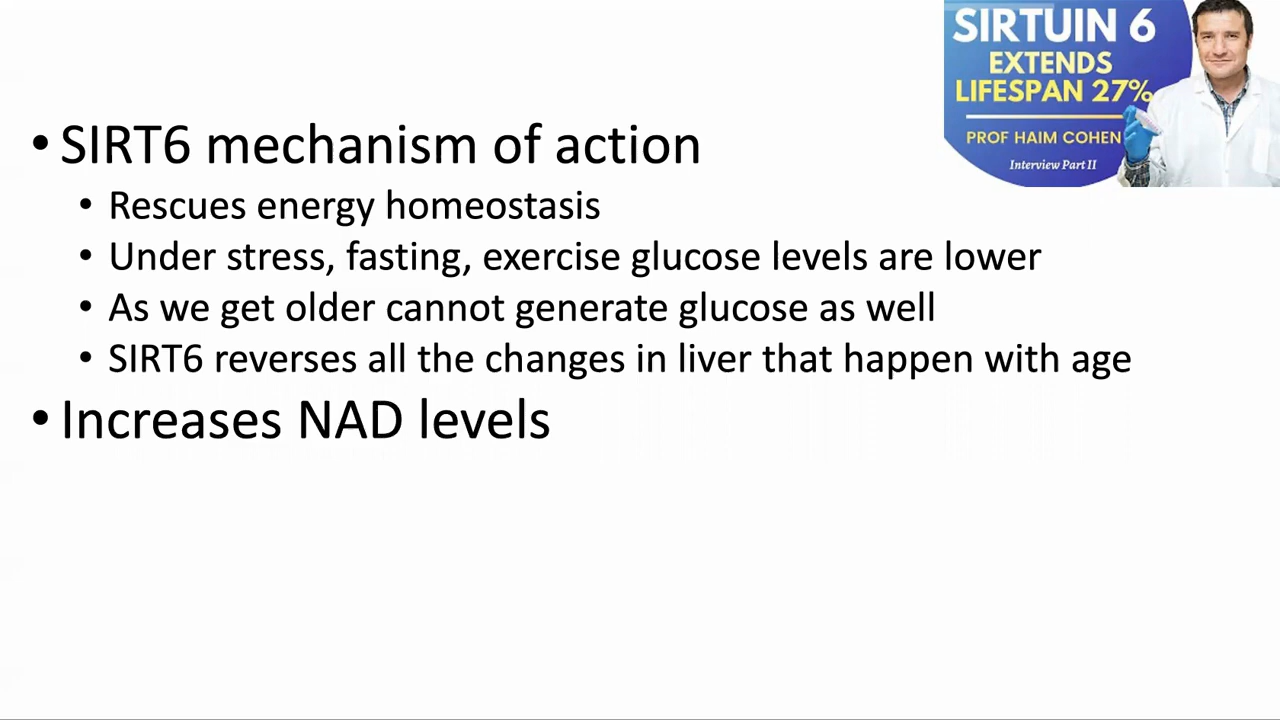 SIRTUIN 6
EXTENDS
LIFESPAN 27%
PROF HAIM COHEN
Interview Part II
• SIRT6 mechanism of action
• Rescues energy homeostasis
• Under stress, fasting, exercise glucose levels are lower
• As we get older cannot generate glucose as well
• SIRT6 reverses all the changes in liver that happen with age
• Increases NAD levels